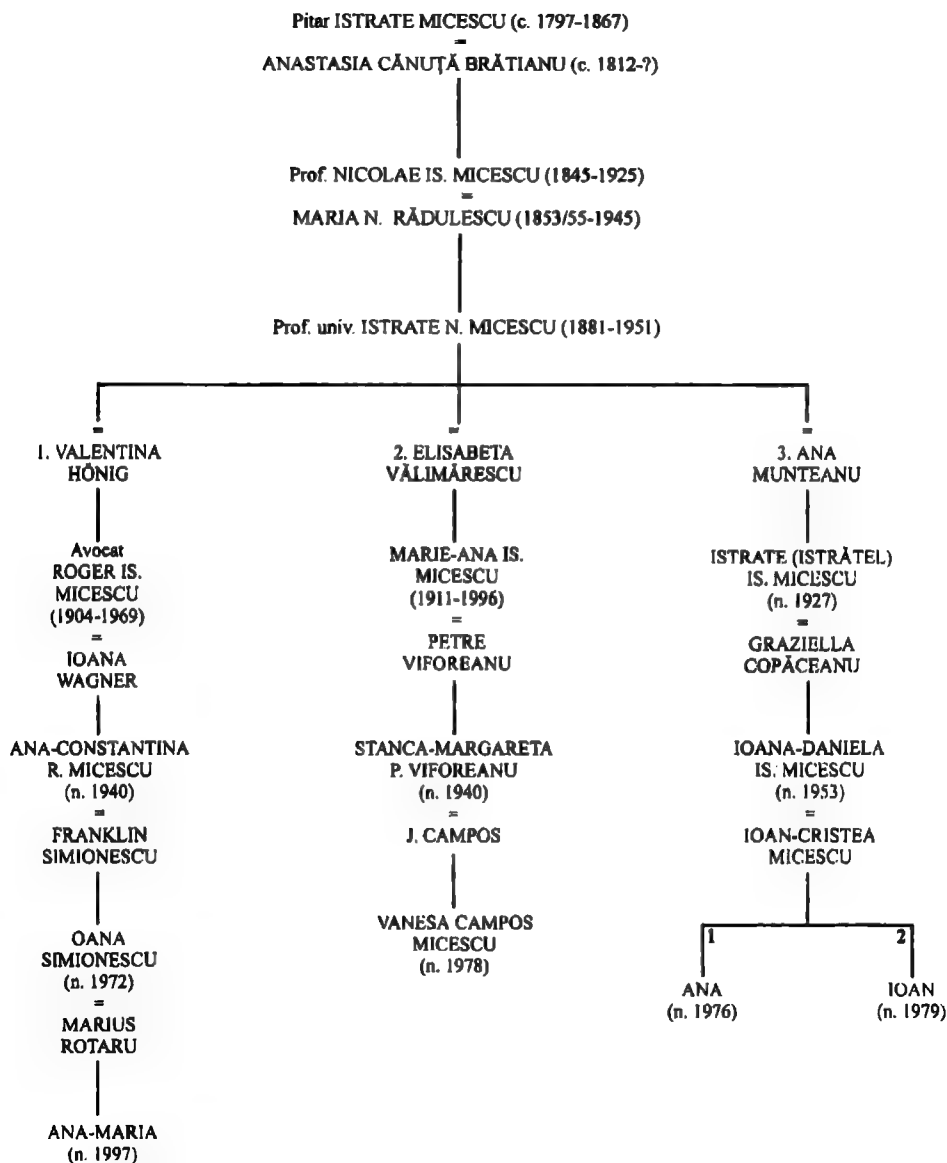 Pitar ISTRATE MICESCU (c. 1797-1867)
=
ANASTASIA CĂNUŢĂ BRĂTIANU (c. 1812-?)
Prof. NICOLAE IS. MICESCU (1845-1925)
=
MARIA N. RĂDULESCU (1853/55-1945)
Prof. univ. ISTRATE N. MICESCU (1881-1951)
=
1. VALENTINA
HÖNIG
Avocat
ROGER IS.
MICESCU
(1904-1969)
=
IOANA
WAGNER
ANA-CONSTANTINA
R. MICESCU
(n. 1940)
=
FRANKLIN
SIMIONESCU
OANA
SIMIONESCU
(n. 1972)
=
MARIUS
ROTARU
ANA-MARIA
(n. 1997)
=
2. ELISABETA
VĂLIMĂRESCU
MARIE-ANA IS.
MICESCU
(1911-1996)
=
PETRE
VIFOREANU
STANCA-MARGARETA
P. VIFOREANU
(n. 1940)
=
J. CAMPOS
VANESA CAMPOS
MICESCU
(n. 1978)
=
3. ANA
MUNTEANU
ISTRATE (ISTRĂTEL)
IS. MICESCU
(n. 1927)
=
GRAZIELLA
COPĂCEANU
IOANA-DANIELA
IS. MICESCU
(n. 1953)
=
IOAN-CRISTEA
MICESCU
1
ANA
(n. 1976)
2
IOAN
(n. 1979)